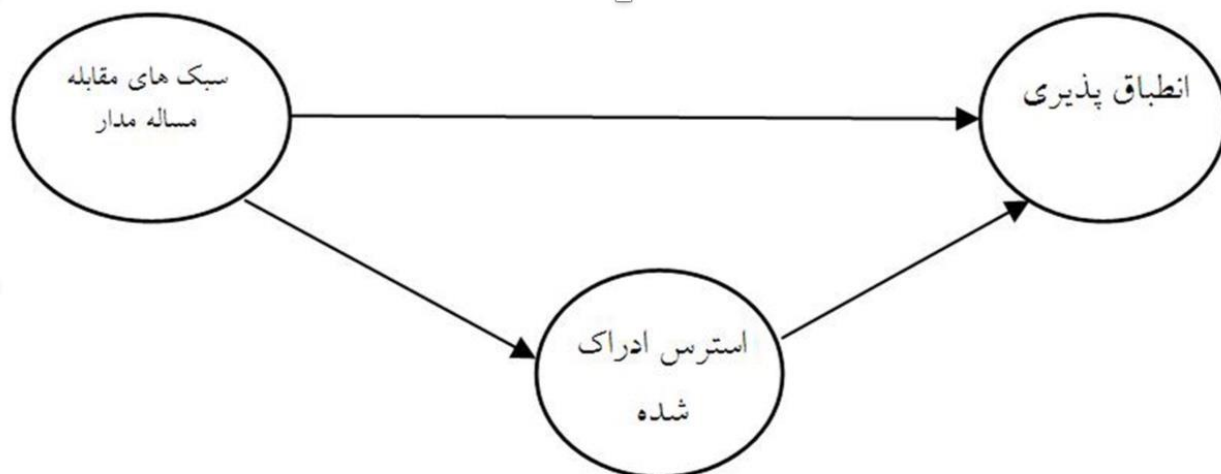 سبک های مقابله
مساله مدار
انطباق پذیری
استرس ادراک
شده